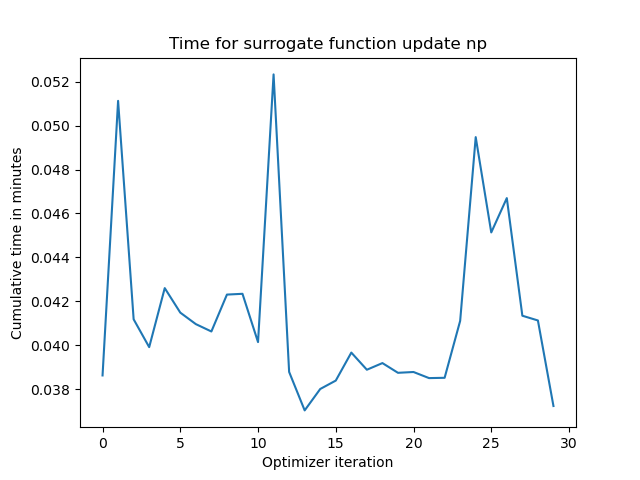 Time for surrogate function update np
0.052
0.050
0.048
0.046
0.044
0.042
0.040
0.038
Cumulative time in minutes
0 5 10 15 20 25 30
Optimizer iteration